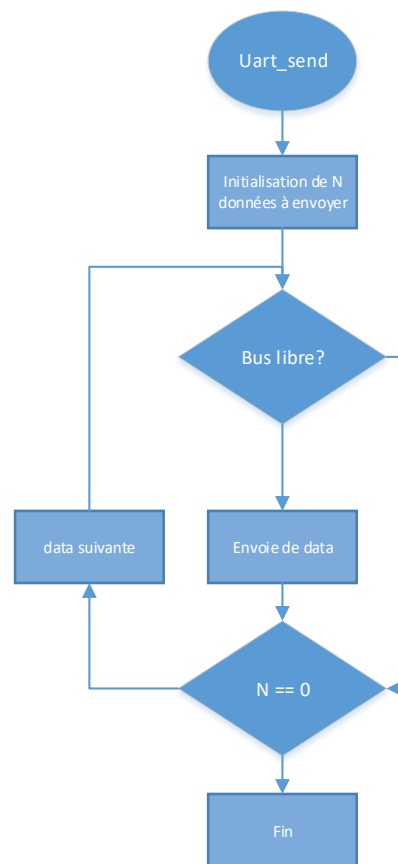 Uart_send
Initialisation de N
données à envoyer
Bus libre?
data suivante
Envoie de data
N == 0
Fin